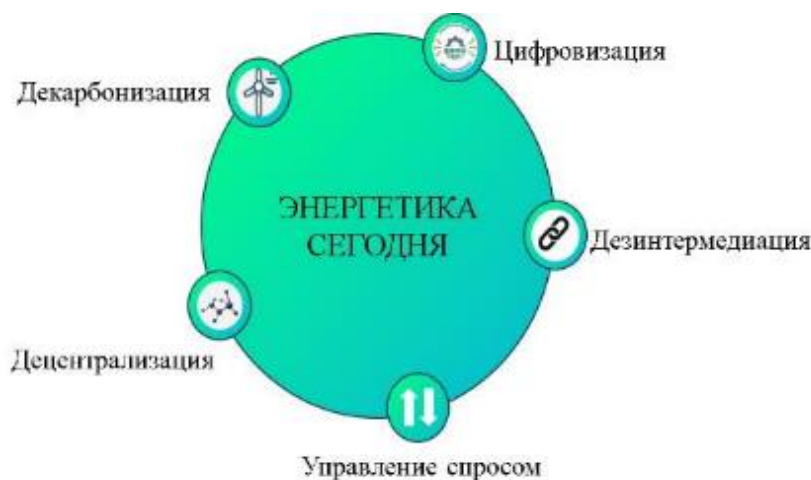 Цифровизация
Декарбонизация
ЭНЕРГЕТИКА
СЕГОДНЯ
Дезинтермедиация
Децентрализация
Управление спросом